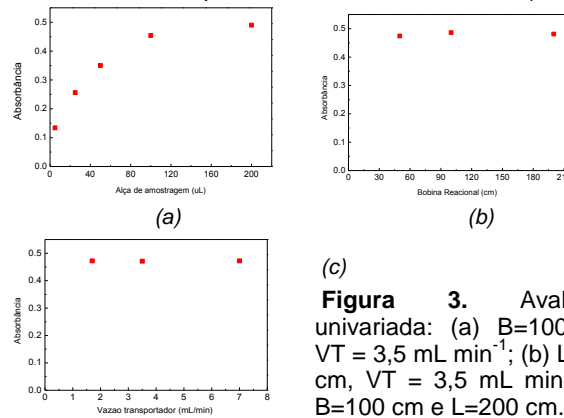 0.5
0.4
0.3
0.2
0.1
0.0
Absorbância
0 40 80 120 160 200
Alça de amostragem (uL)
(a)
0.5
0.4
0.3
0.2
0.1
0.0
Absorbância
0 30 60 90 120 150 180
Bobina Reacional (cm)
(b)
0.5
0.4
0.3
0.2
0.1
0.0
Absorbância
0 1 2 3 4 5 6 7 8
Vazao transportador (mL/min)
(c)
Figura 3. Aval
univariada: (a) B=100
VT = 3,5 mL min-1; (b) L
cm, VT = 3,5 mL min
B=100 cm e L=200 cm.